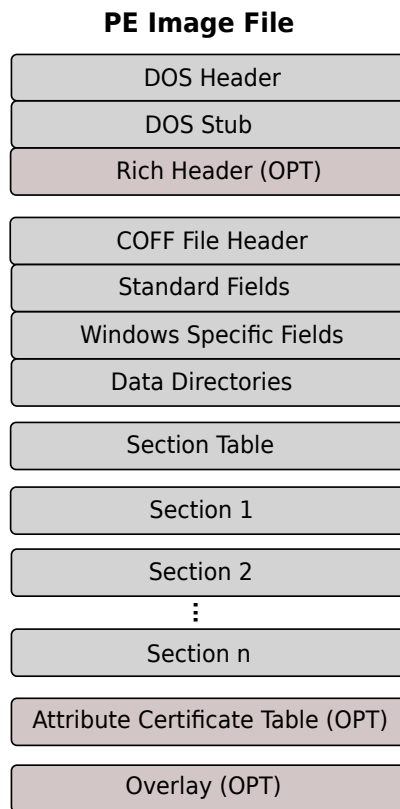 PE Image File
DOS Header
DOS Stub
Rich Header (OPT)
COFF File Header
Standard Fields
Windows Specific Fields
Data Directories
Section Table
Section 1
Section 2
...
Section n
Attribute Certificate Table (OPT)
Overlay (OPT)